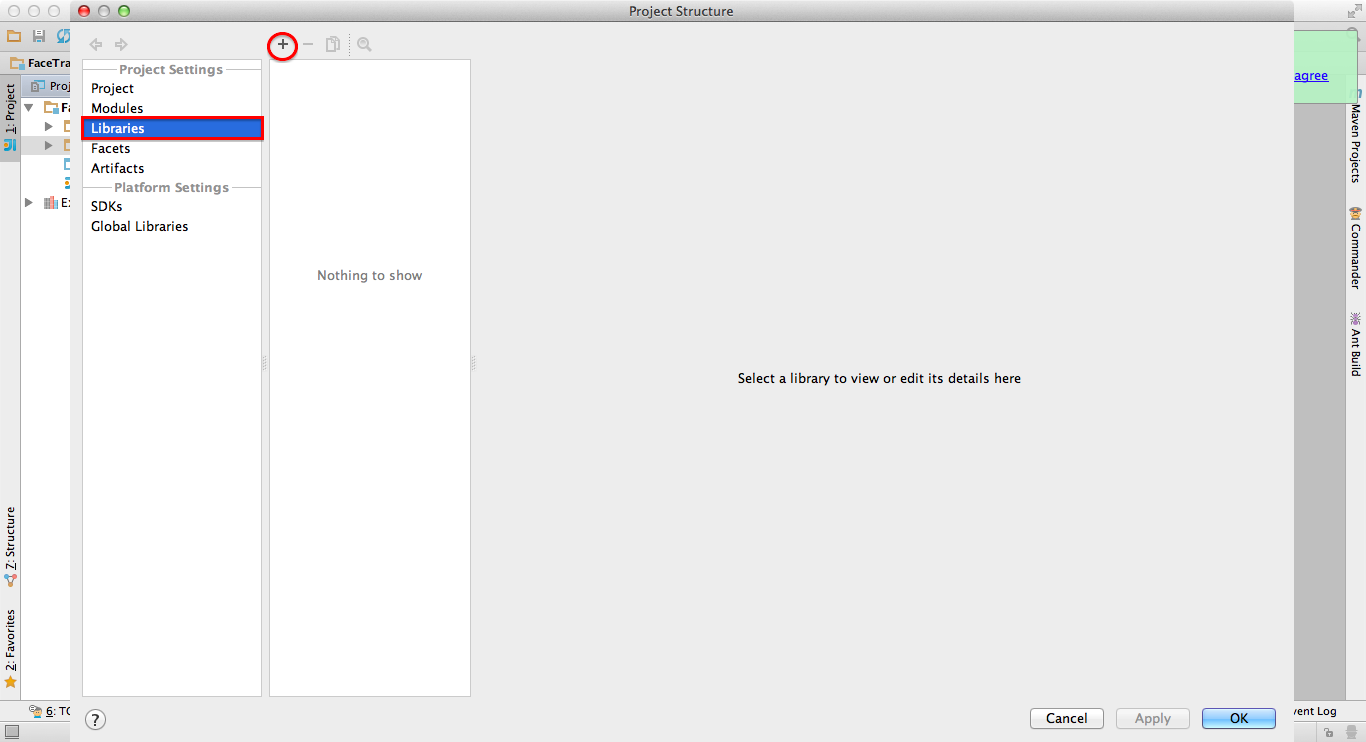 Project Structure
agree
FaceTra
Proj
Fa
E
1: Project
Z: Structure
2: Favorites
6: TO
Project Settings
Project
Modules
Libraries
Facets
Artifacts
Platform Settings
SDKs
Global Libraries
Nothing to show
Select a library to view or edit its details here
?
Cancel
Apply
OK
Maven Projects
Commander
Ant Build
vent Log